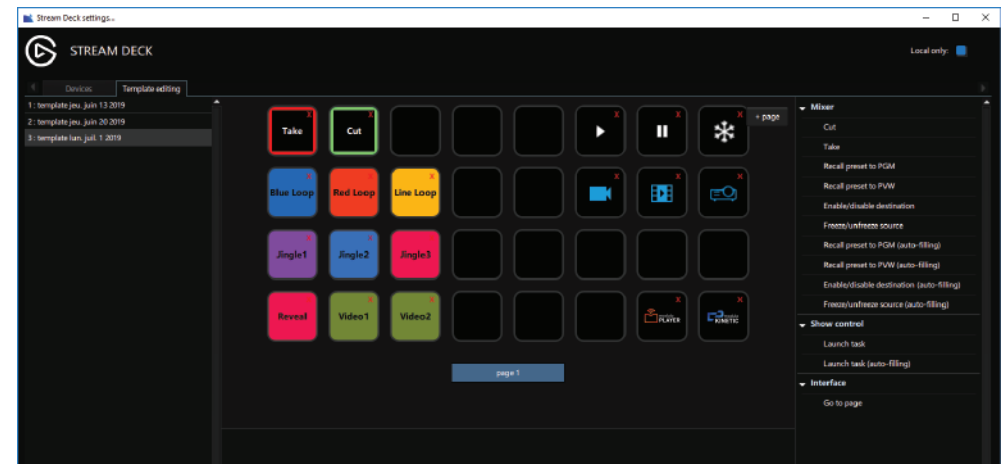 Stream Deck settings...
STREAM DECK
Local only:
Devices
Template editing
1 : template jeu. juin 13 2019
2 : template jeu. juin 20 2019
3 : template lun. juil. 1 2019
Take
X
Cut
X
X
X
X
+ page
Blue Loop
X
Red Loop
X
Line Loop
X
X
X
X
Jingle1
X
Jingle2
X
Jingle3
X
Reveal
X
Video1
X
Video2
X
PLAYER
X
KINETIC
X
page 1
Mixer
Cut
Take
Recall preset to PGM
Recall preset to PVW
Enable/disable destination
Freeze/unfreeze source
Recall preset to PGM (auto-filling)
Recall preset to PVW (auto-filling)
Enable/disable destination (auto-filling)
Freeze/unfreeze source (auto-filling)
Show control
Launch task
Launch task (auto-filling)
Interface
Go to page